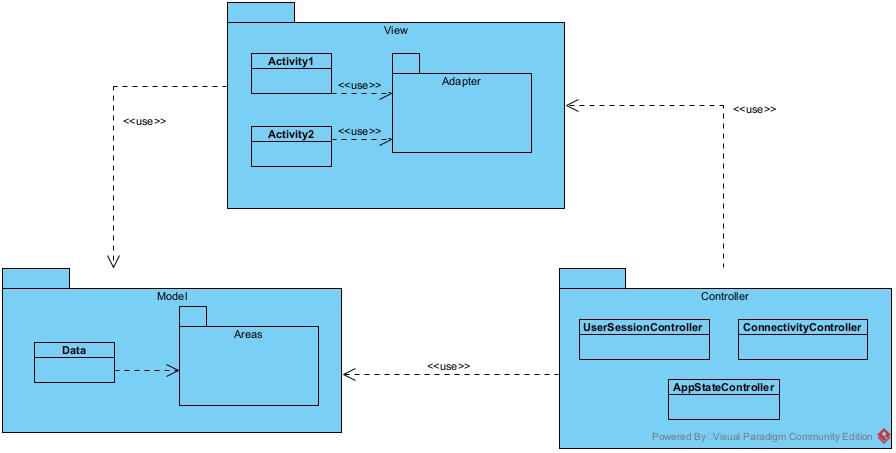 View
Activity1
<<use>>
Adapter
Activity2
<<use>>
<<use>>
<<use>>
Model
Areas
Data
<<use>>
Controller
UserSessionController
ConnectivityController
AppStateController
Powered By Visual Paradigm Community Edition